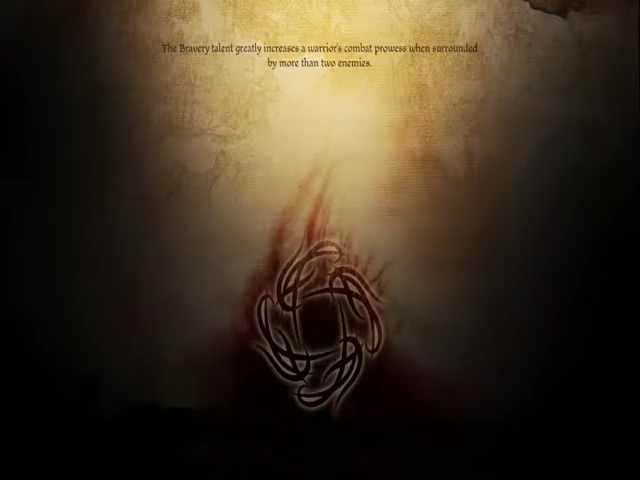 The Bravery talent greatly increases a warrior's combat prowess when surrounded
by more than two enemies.